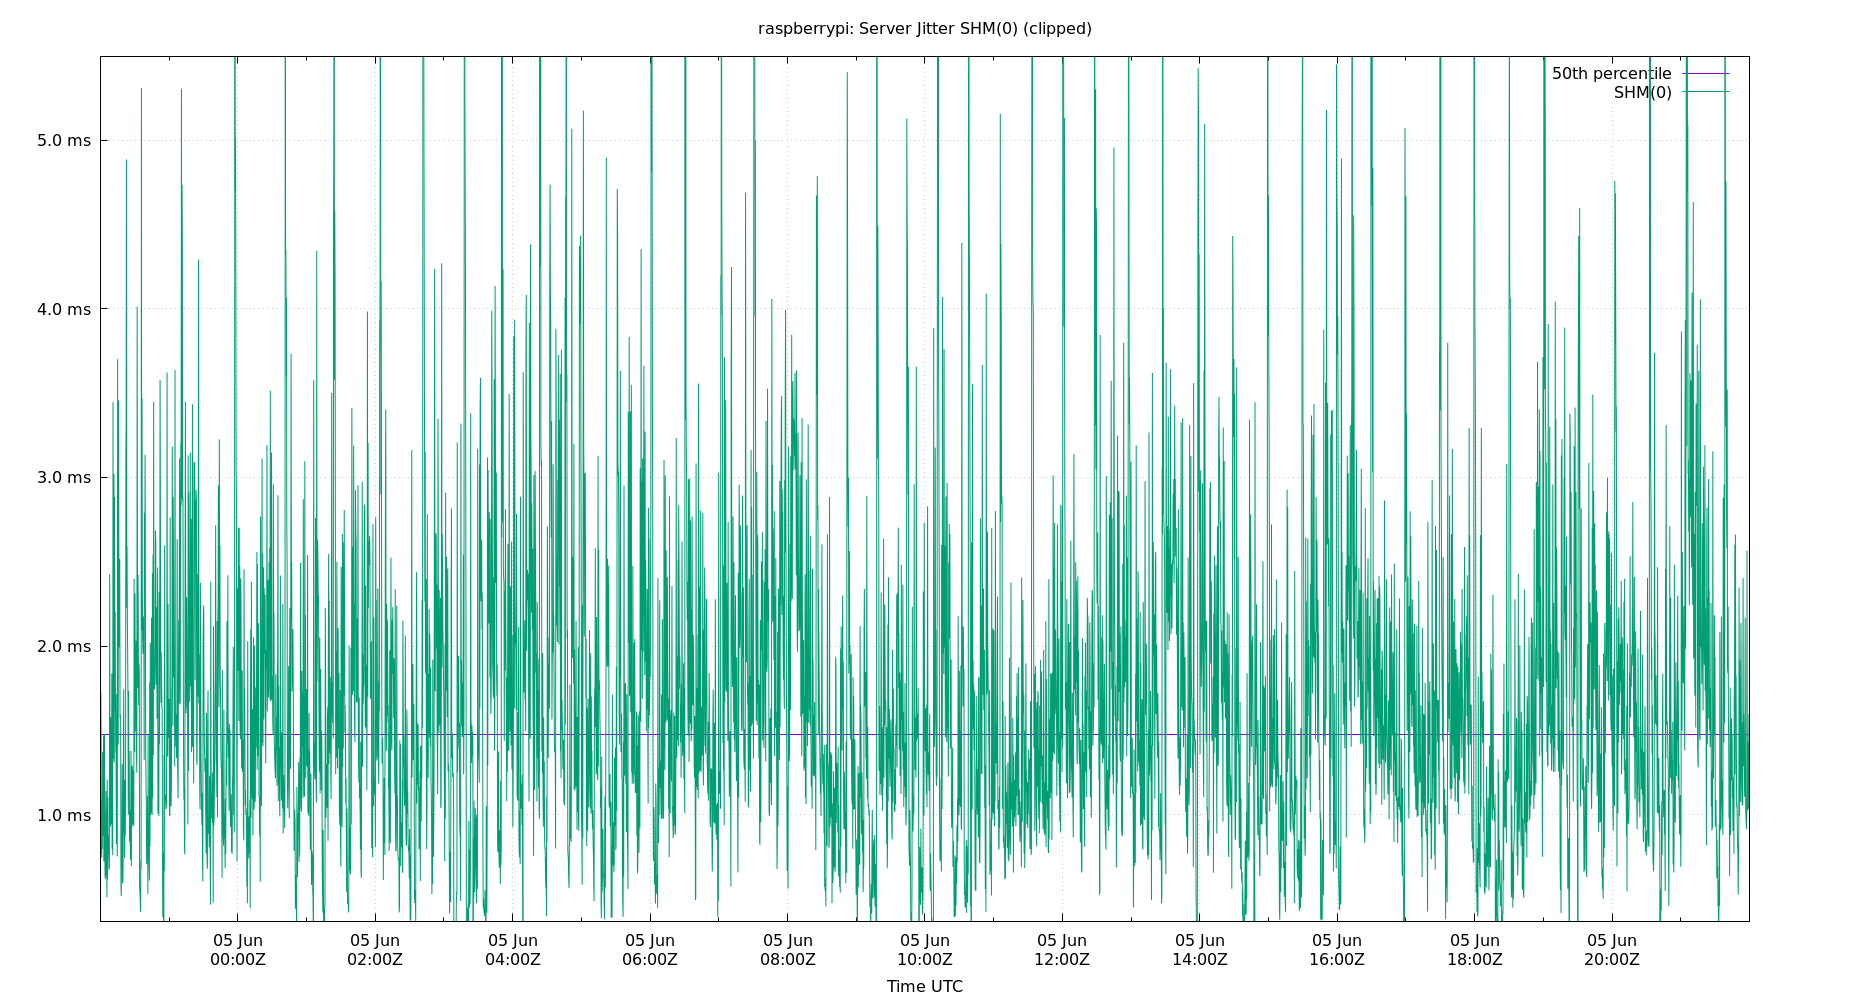 raspberrypi: Server Jitter SHM(0) (clipped)
50th percentile
SHM(0)
5.0 ms
4.0 ms
3.0 ms
2.0 ms
1.0 ms
05 Jun 05 Jun 05 Jun 05 Jun 05 Jun 05 Jun 05 Jun 05 Jun 05 Jun 05 Jun 05 Jun
00:00Z 02:00Z 04:00Z 06:00Z 08:00Z 10:00Z 12:00Z 14:00Z 16:00Z 18:00Z 20:00Z
Time UTC